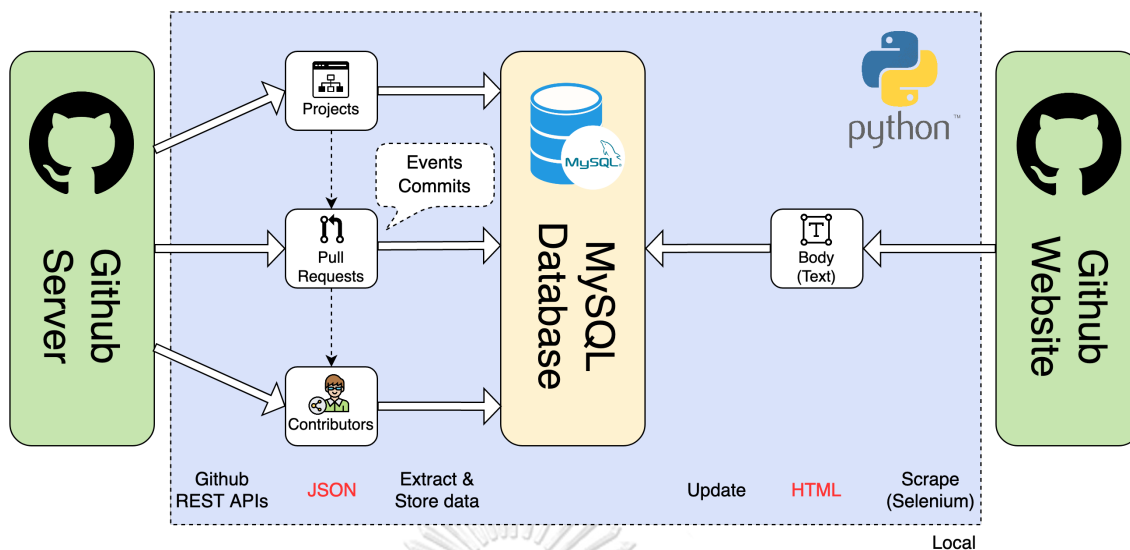 Projects
Events
Commits
Pull
Requests
Contributors
Github
Server
MySQL
MySQL
Database
python™
Body
(Text)
Github
Website
Github
REST APIs
JSON
Extract &
Store data
Update
HTML
Scrape
(Selenium)
Local
T